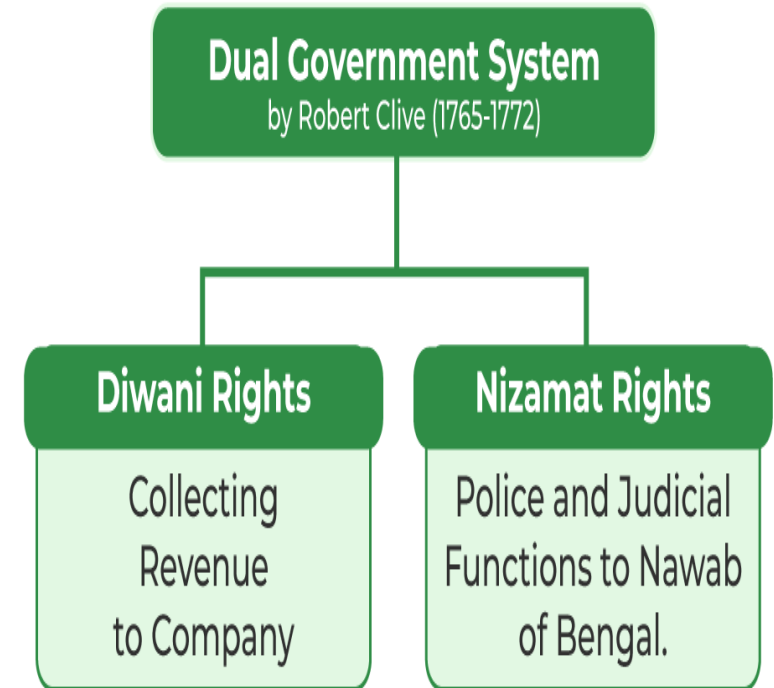 Dual Government System
by Robert Clive (1765-1772)
Diwani Rights
Collecting
Revenue
to Company
Nizamat Rights
Police and Judicial
Functions to Nawab
of Bengal.